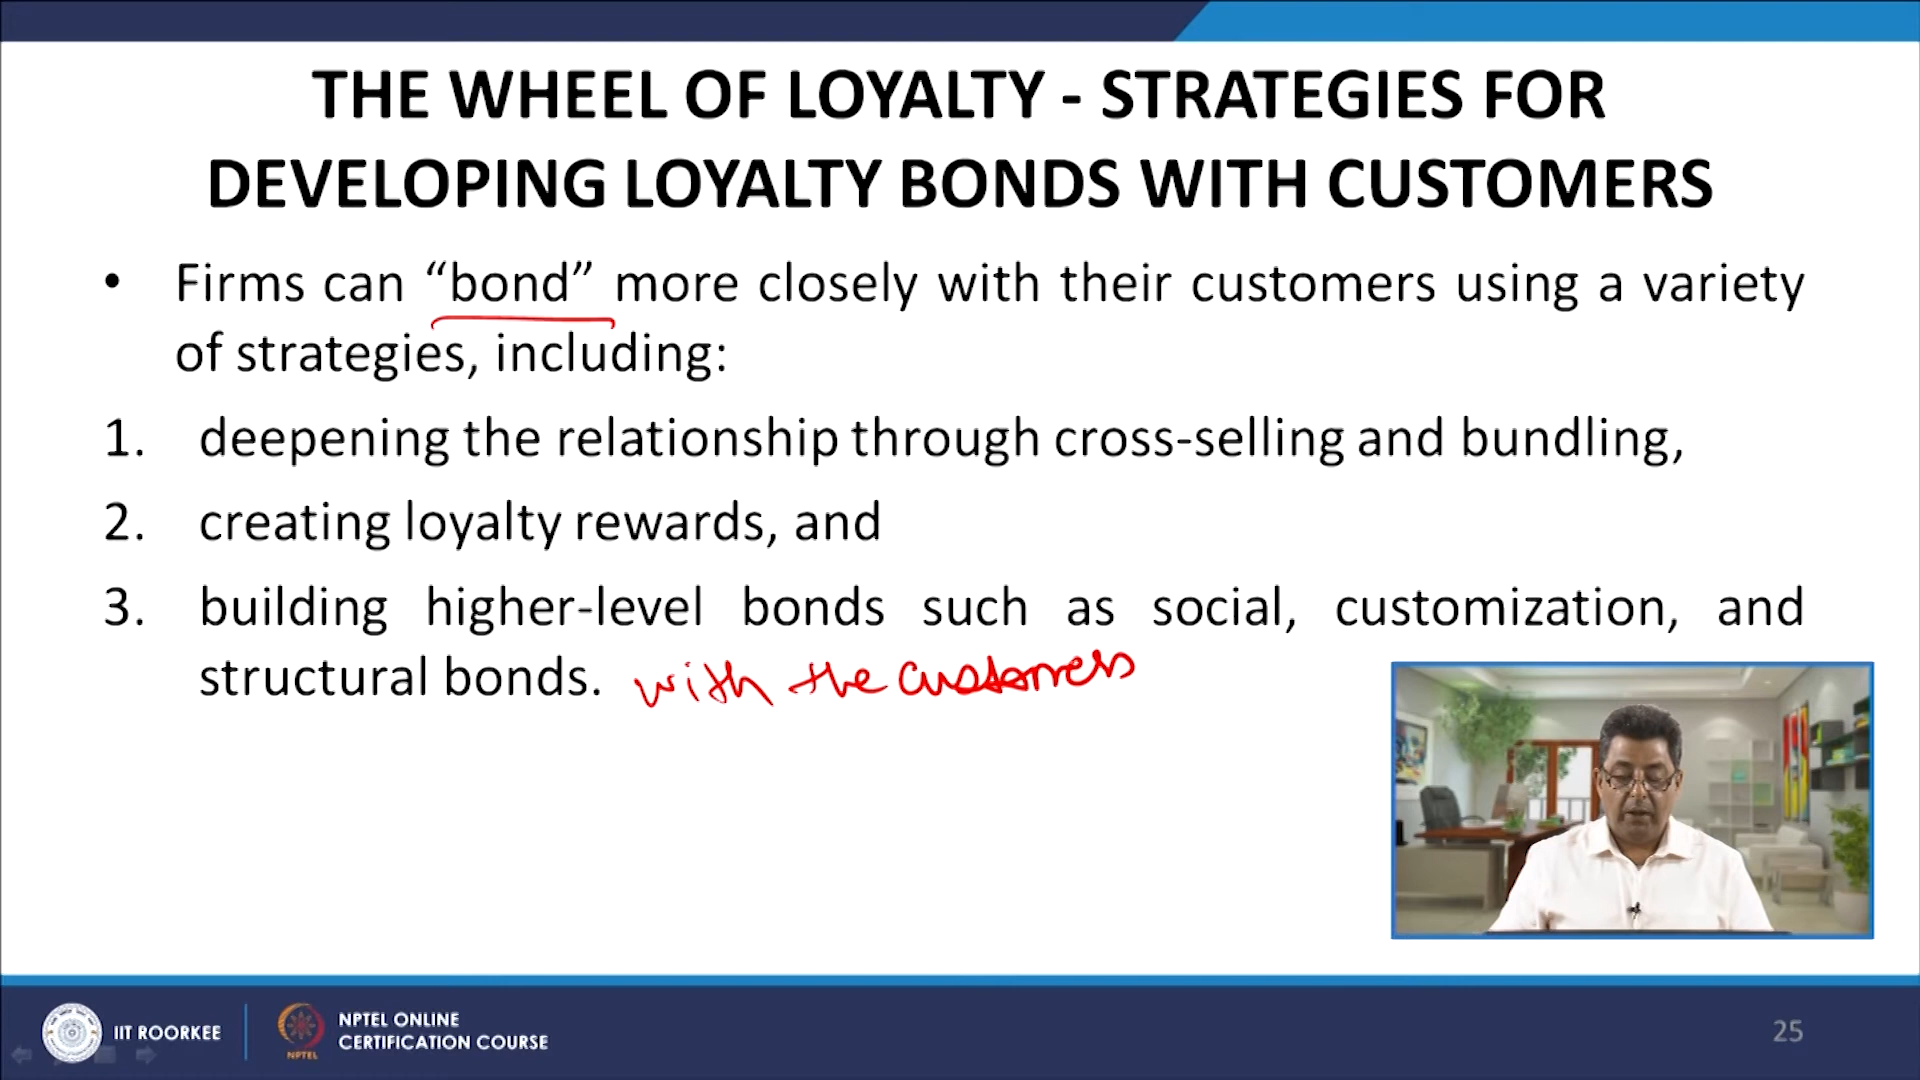 THE WHEEL OF LOYALTY - STRATEGIES FOR
DEVELOPING LOYALTY BONDS WITH CUSTOMERS
• Firms can “bond” more closely with their customers using a variety
of strategies, including:
1. deepening the relationship through cross-selling and bundling,
2. creating loyalty rewards, and
3. building higher-level bonds such as social, customization, and
structural bonds. with the customers
IIT ROORKEE
NPTEL
NPTEL ONLINE
CERTIFICATION COURSE
25